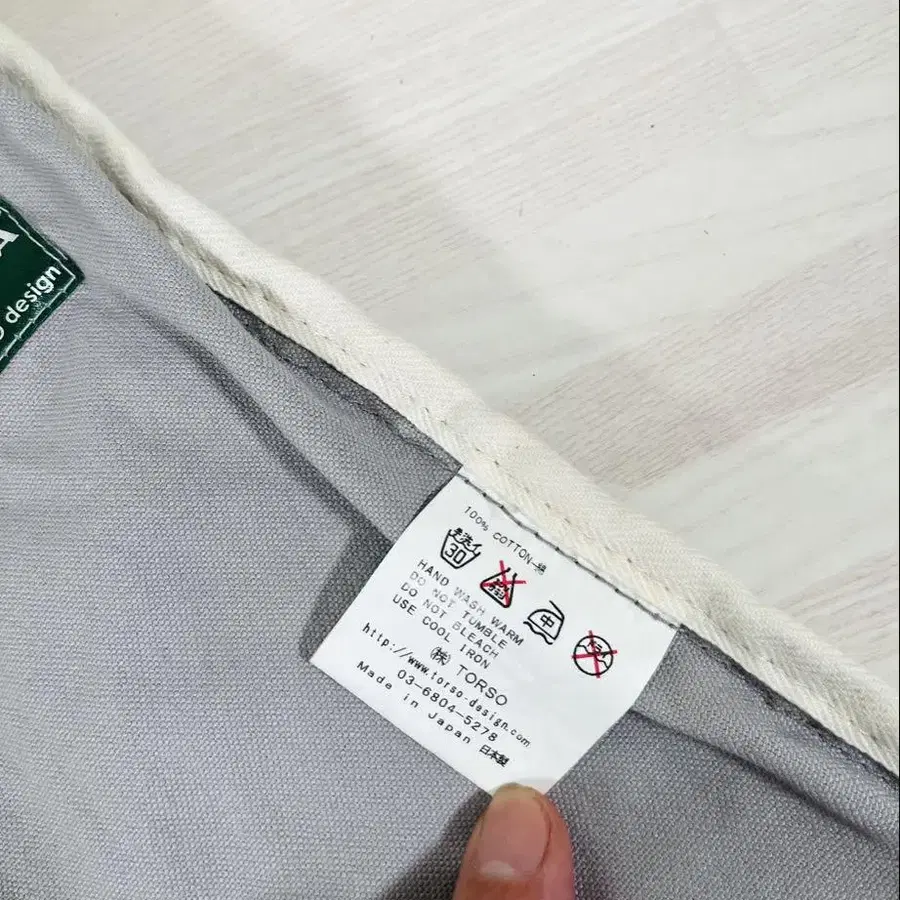 A
design
100% COTTON-綿
手洗イ
30
中
HAND WASH WARM
DO NOT TUMBLE
DO NOT BLEACH
USE COOL IRON
㈱ TORSO
http://www.torso-design.com
03-6804-5278
Made in Japan 日本製